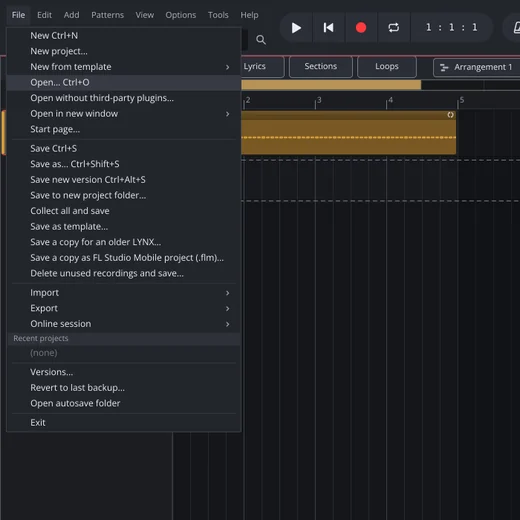 File Edit Add Patterns View Options Tools Help
1 : 1 : 1
Lyrics Sections Loops Arrangement 1
2 3 4 5
New Ctrl+N
New project...
New from template
Open... Ctrl+O
Open without third-party plugins...
Open in new window
Start page...
Save Ctrl+S
Save as... Ctrl+Shift+S
Save new version Ctrl+Alt+S
Save to new project folder...
Collect all and save
Save as template...
Save a copy for an older LYNX...
Save a copy as FL Studio Mobile project (.flm)...
Delete unused recordings and save...
Import
Export
Online session
Recent projects
(none)
Versions...
Revert to last backup...
Open autosave folder
Exit